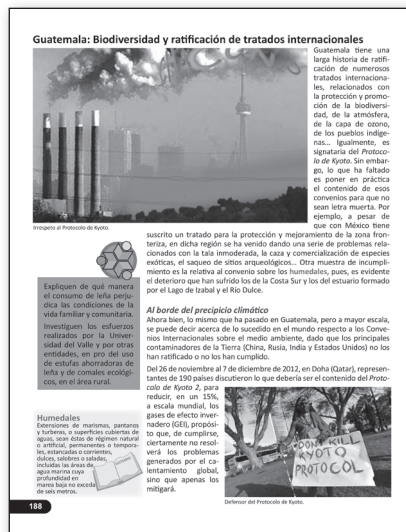 Guatemala: Biodiversidad y ratificación de tratados internacionales
Guatemala tiene una
larga historia de ratifi-
cación de numerosos
tratados internaciona-
les, relacionados con
la protección y promo-
ción de la biodiversi-
dad, de la atmósfera,
de la capa de ozono,
de los pueblos indíge-
nas... Igualmente, es
signataria del Protoco-
lo de Kyoto. Sin embar-
go, lo que ha faltado
es poner en práctica
el contenido de esos
convenios para que no
sean letra muerta. Por
ejemplo, a pesar de
que con México tiene
Irrespeto al Protocolo de Kyoto.
suscrito un tratado para la protección y mejoramiento de la zona fron-
teriza, en dicha región se ha venido dando una serie de problemas rela-
cionados con la tala inmoderada, la caza y comercialización de especies
exóticas, el saqueo de sitios arqueológicos... Otra muestra de incumpli-
miento es la relativa al convenio sobre los humedales, pues, es evidente
el deterioro que han sufrido los de la Costa Sur y los del estuario formado
por el Lago de Izabal y el Río Dulce.
Expliquen de qué manera
el consumo de leña perju-
dica las condiciones de la
vida familiar y comunitaria.
Investiguen los esfuerzos
realizados por la Univer-
sidad del Valle y por otras
entidades, en pro del uso
de estufas ahorradoras de
leña y de comales ecológi-
cos, en el área rural.
Al borde del precipicio climático
Ahora bien, lo mismo que ha pasado en Guatemala, pero a mayor escala,
se puede decir acerca de lo sucedido en el mundo respecto a los Conve-
nios Internacionales sobre el medio ambiente, dado que los principales
contaminadores de la Tierra (China, Rusia, India y Estados Unidos) no los
han ratificado o no los han cumplido.
Del 26 de noviembre al 7 de diciembre de 2012, en Doha (Qatar), represen-
tantes de 190 países discutieron lo que debería ser el contenido del Proto-
colo de Kyoto 2, para
reducir, en un 15%,
a escala mundial, los
gases de efecto inver-
nadero (GEI), propósi-
to que, de cumplirse,
ciertamente no resol-
verá los problemas
generados por el ca-
lentamiento global,
sino que apenas los
mitigará.
Humedales
Extensiones de marismas, pantanos
y turberas, o superficies cubiertas de
aguas, sean éstas de régimen natural
o artificial, permanentes o tempora-
les, estancadas o corrientes,
dulces, salobres o saladas,
incluidas las áreas de
agua marina cuya
profundidad en
marea baja no exceda
de seis metros.
DON'T KILL
KYOTO
PROTOCOL
Defensor del Protocolo de Kyoto.
188